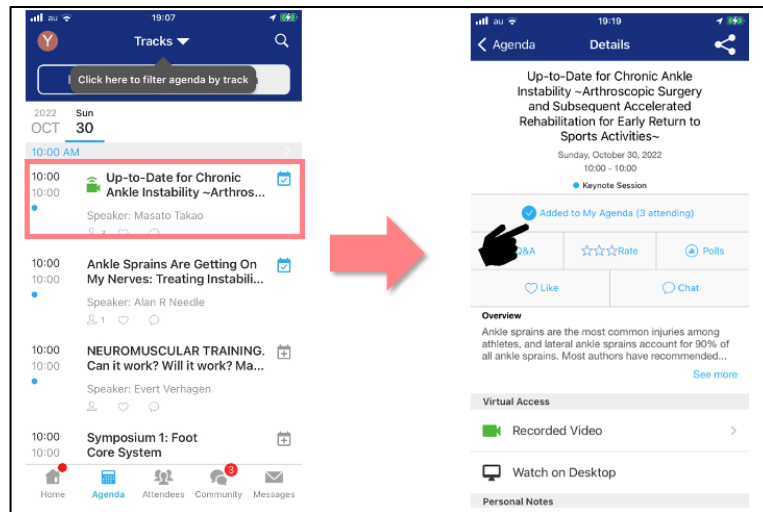 au 19:07
Y
Tracks
Click here to filter agenda by track
2022 Sun
OCT 30
10:00 AM
10:00 Up-to-Date for Chronic
10:00 Ankle Instability ~Arthros...
Speaker: Masato Takao
3
10:00 Ankle Sprains Are Getting On
10:00 My Nerves: Treating Instabili...
Speaker: Alan R Needle
1
10:00 NEUROMUSCULAR TRAINING.
10:00 Can it work? Will it work? Ma...
Speaker: Evert Verhagen
10:00 Symposium 1: Foot
10:00 Core System
3
Home Agenda Attendees Community Messages
au 19:19
Agenda Details
Up-to-Date for Chronic Ankle
Instability ~Arthroscopic Surgery
and Subsequent Accelerated
Rehabilitation for Early Return to
Sports Activities~
Sunday, October 30, 2022
10:00 - 10:00
Keynote Session
Added to My Agenda (3 attending)
Q&A Rate Polls
Like Chat
Overview
Ankle sprains are the most common injuries among
athletes, and lateral ankle sprains account for 90% of
all ankle sprains. Most authors have recommended...
See more
Virtual Access
Recorded Video
Watch on Desktop
Personal Notes